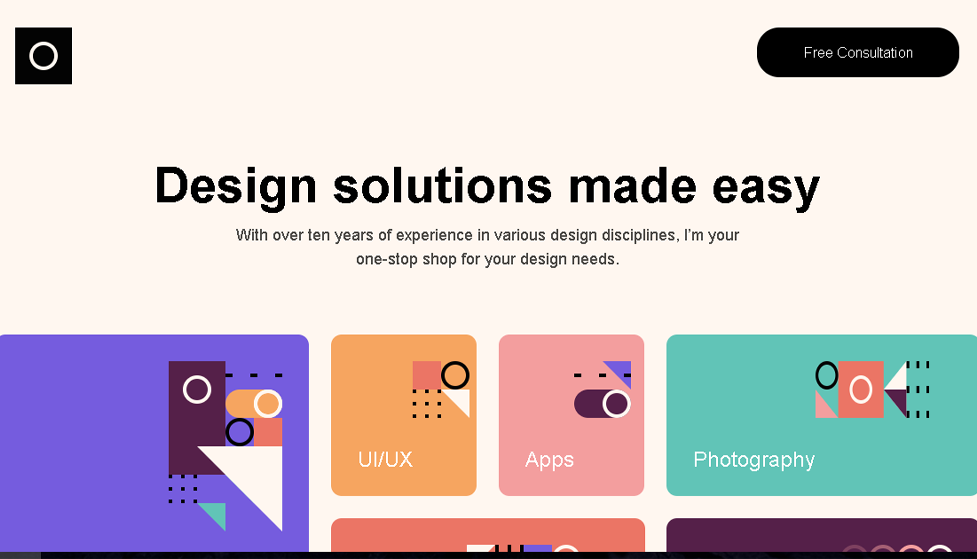 Free Consultation
Design solutions made easy
With over ten years of experience in various design disciplines, I’m your
one-stop shop for your design needs.
UI/UX
Apps
Photography